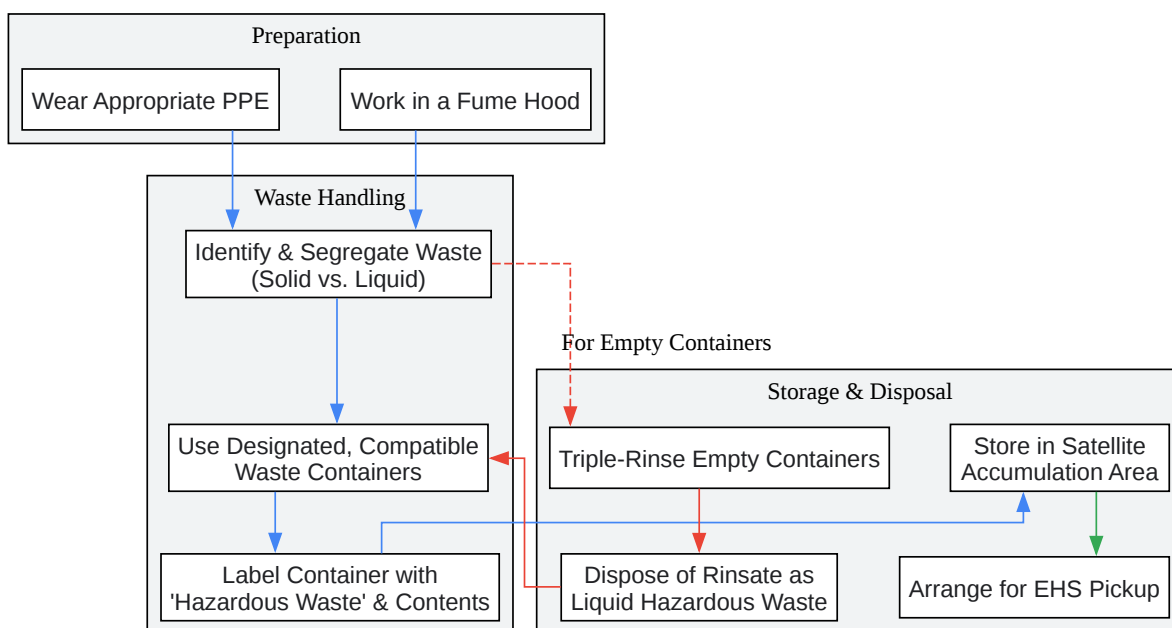 Preparation
Wear Appropriate PPE
Work in a Fume Hood
Waste Handling
Identify & Segregate Waste
(Solid vs. Liquid)
For Empty Containers
Storage & Disposal
Use Designated, Compatible
Waste Containers
Triple-Rinse Empty Containers
Store in Satellite
Accumulation Area
Label Container with
'Hazardous Waste' & Contents
Dispose of Rinsate as
Liquid Hazardous Waste
Arrange for EHS Pickup